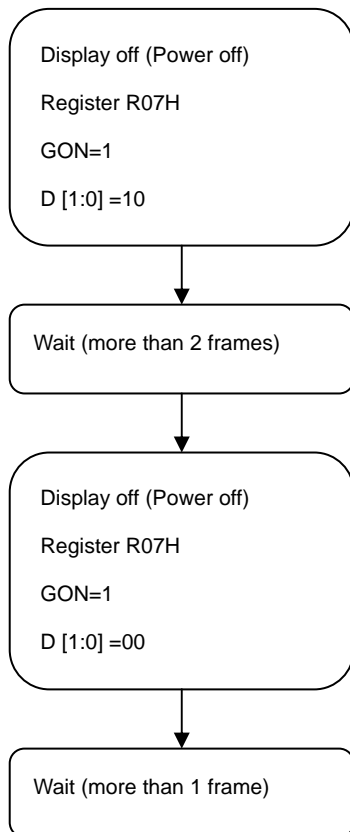 Display off (Power off)
Register R07H
GON=1
D [1:0] =10
Wait (more than 2 frames)
Display off (Power off)
Register R07H
GON=1
D [1:0] =00
Wait (more than 1 frame)